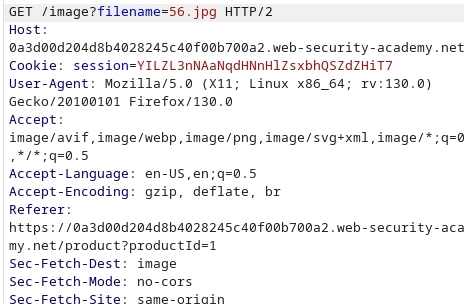 GET /image?filename=56.jpg HTTP/2
Host:
0a3d00d204d8b4028245c40f00b700a2.web-security-academy.net
Cookie: session=YILZL3nNAaNqdHNnHlZsxbhQSZdZHiT7
User-Agent: Mozilla/5.0 (X11; Linux x86_64; rv:130.0)
Gecko/20100101 Firefox/130.0
Accept:
image/avif,image/webp,image/png,image/svg+xml,image/*;q=0
,*/*;q=0.5
Accept-Language: en-US,en;q=0.5
Accept-Encoding: gzip, deflate, br
Referer:
https://0a3d00d204d8b4028245c40f00b700a2.web-security-aca
my.net/product?productId=1
Sec-Fetch-Dest: image
Sec-Fetch-Mode: no-cors
Sec-Fetch-Site: same-origin